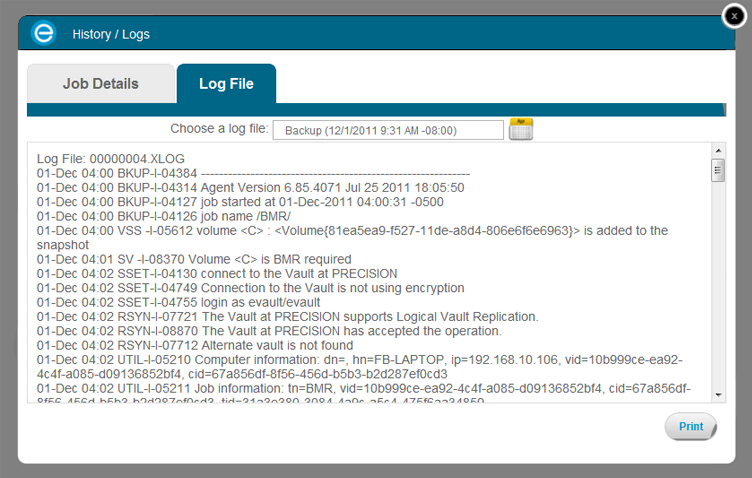 x
e
History / Logs
Job Details
Log File
Choose a log file:
Backup (12/1/2011 9:31 AM -08:00)
Apr
Log File: 00000004.XLOG
01-Dec 04:00 BKUP-I-04384 ------------------------------------------------------------
01-Dec 04:00 BKUP-I-04314 Agent Version 6.85.4071 Jul 25 2011 18:05:50
01-Dec 04:00 BKUP-I-04127 job started at 01-Dec-2011 04:00:31 -0500
01-Dec 04:00 BKUP-I-04126 job name /BMR/
01-Dec 04:00 VSS -I-05612 volume <C> : <Volume{81ea5ea9-f527-11de-a8d4-806e6f6e6963}> is added to the
snapshot
01-Dec 04:01 SV -I-08370 Volume <C> is BMR required
01-Dec 04:02 SSET-I-04130 connect to the Vault at PRECISION
01-Dec 04:02 SSET-I-04749 Connection to the Vault is not using encryption
01-Dec 04:02 SSET-I-04755 login as evault/evault
01-Dec 04:02 RSYN-I-07721 The Vault at PRECISION supports Logical Vault Replication.
01-Dec 04:02 RSYN-I-08870 The Vault at PRECISION has accepted the operation.
01-Dec 04:02 RSYN-I-07712 Alternate vault is not found
01-Dec 04:02 UTIL-I-05210 Computer information: dn=, hn=FB-LAPTOP, ip=192.168.10.106, vid=10b999ce-ea92-
4c4f-a085-d09136852bf4, cid=67a856df-8f56-456d-b5b3-b2d287ef0cd3
01-Dec 04:02 UTIL-I-05211 Job information: tn=BMR, vid=10b999ce-ea92-4c4f-a085-d09136852bf4, cid=67a856df-
8f56-456d-b5b3-b2d287ef0cd3,
Print